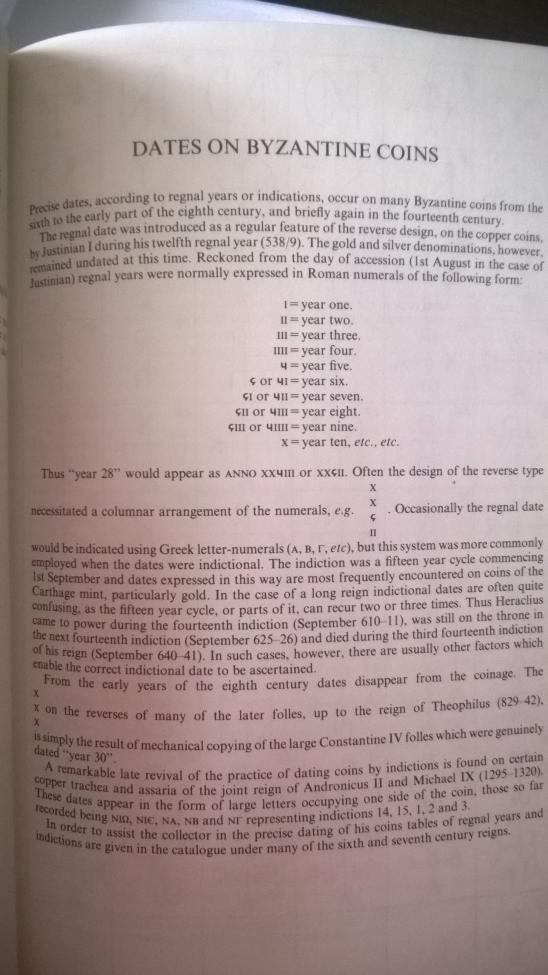 DATES ON BYZANTINE COINS
Precise dates, according to regnal years or indications, occur on many Byzantine coins from the
sixth to the early part of the eighth century, and briefly again in the fourteenth century.
The regnal date was introduced as a regular feature of the reverse design, on the copper coins,
by Justinian I during his twelfth regnal year (538/9). The gold and silver denominations, however,
remained undated at this time. Reckoned from the day of accession (1st August in the case of
Justinian) regnal years were normally expressed in Roman numerals of the following form:
I = year one.
II = year two.
III = year three.
IIII = year four.
Ч = year five.
Ϛ or ЧI = year six.
ϚI or ЧII = year seven.
ϚII or ЧIII = year eight.
ϚIII or ЧIIII = year nine.
X = year ten, etc., etc.
Thus "year 28" would appear as ANNO XXЧIII or XXϚII. Often the design of the reverse type
X
X
necessitated a columnar arrangement of the numerals, e.g. Ϛ . Occasionally the regnal date
II
would be indicated using Greek letter-numerals (A, B, Γ, etc), but this system was more commonly
employed when the dates were indictional. The indiction was a fifteen year cycle commencing
1st September and dates expressed in this way are most frequently encountered on coins of the
Carthage mint, particularly gold. In the case of a long reign indictional dates are often quite
confusing, as the fifteen year cycle, or parts of it, can recur two or three times. Thus Heraclius
came to power during the fourteenth indiction (September 610–11), was still on the throne in
the next fourteenth indiction (September 625–26) and died during the third fourteenth indiction
of his reign (September 640–41). In such cases, however, there are usually other factors which
enable the correct indictional date to be ascertained.
From the early years of the eighth century dates disappear from the coinage. The
X
X on the reverses of many of the later folles, up to the reign of Theophilus (829–42),
X
is simply the result of mechanical copying of the large Constantine IV folles which were genuinely
dated "year 30".
A remarkable late revival of the practice of dating coins by indictions is found on certain
copper trachea and assaria of the joint reign of Andronicus II and Michael IX (1295–1320).
These dates appear in the form of large letters occupying one side of the coin, those so far
recorded being NIΩ, NIЄ, NA, NB and NΓ representing indictions 14, 15, 1, 2 and 3.
In order to assist the collector in the precise dating of his coins tables of regnal years and
indictions are given in the catalogue under many of the sixth and seventh century reigns.